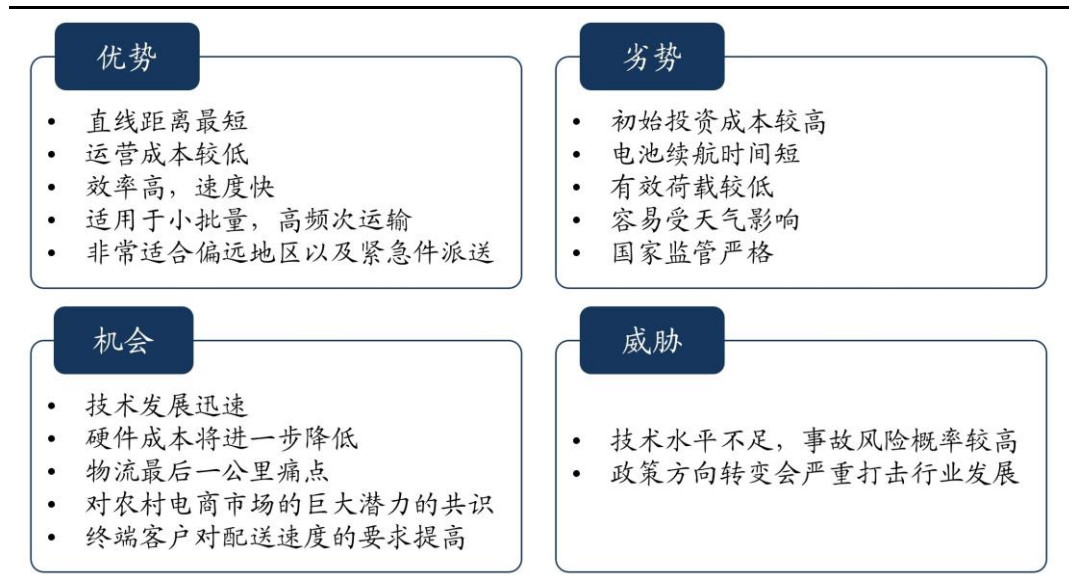 优势
• 直线距离最短
• 运营成本较低
• 效率高，速度快
• 适用于小批量，高频次运输
• 非常适合偏远地区以及紧急件派送
劣势
• 初始投资成本较高
• 电池续航时间短
• 有效荷载较低
• 容易受天气影响
• 国家监管严格
机会
• 技术发展迅速
• 硬件成本将进一步降低
• 物流最后一公里痛点
• 对农村电商市场的巨大潜力的共识
• 终端客户对配送速度的要求提高
威胁
• 技术水平不足，事故风险概率较高
• 政策方向转变会严重打击行业发展